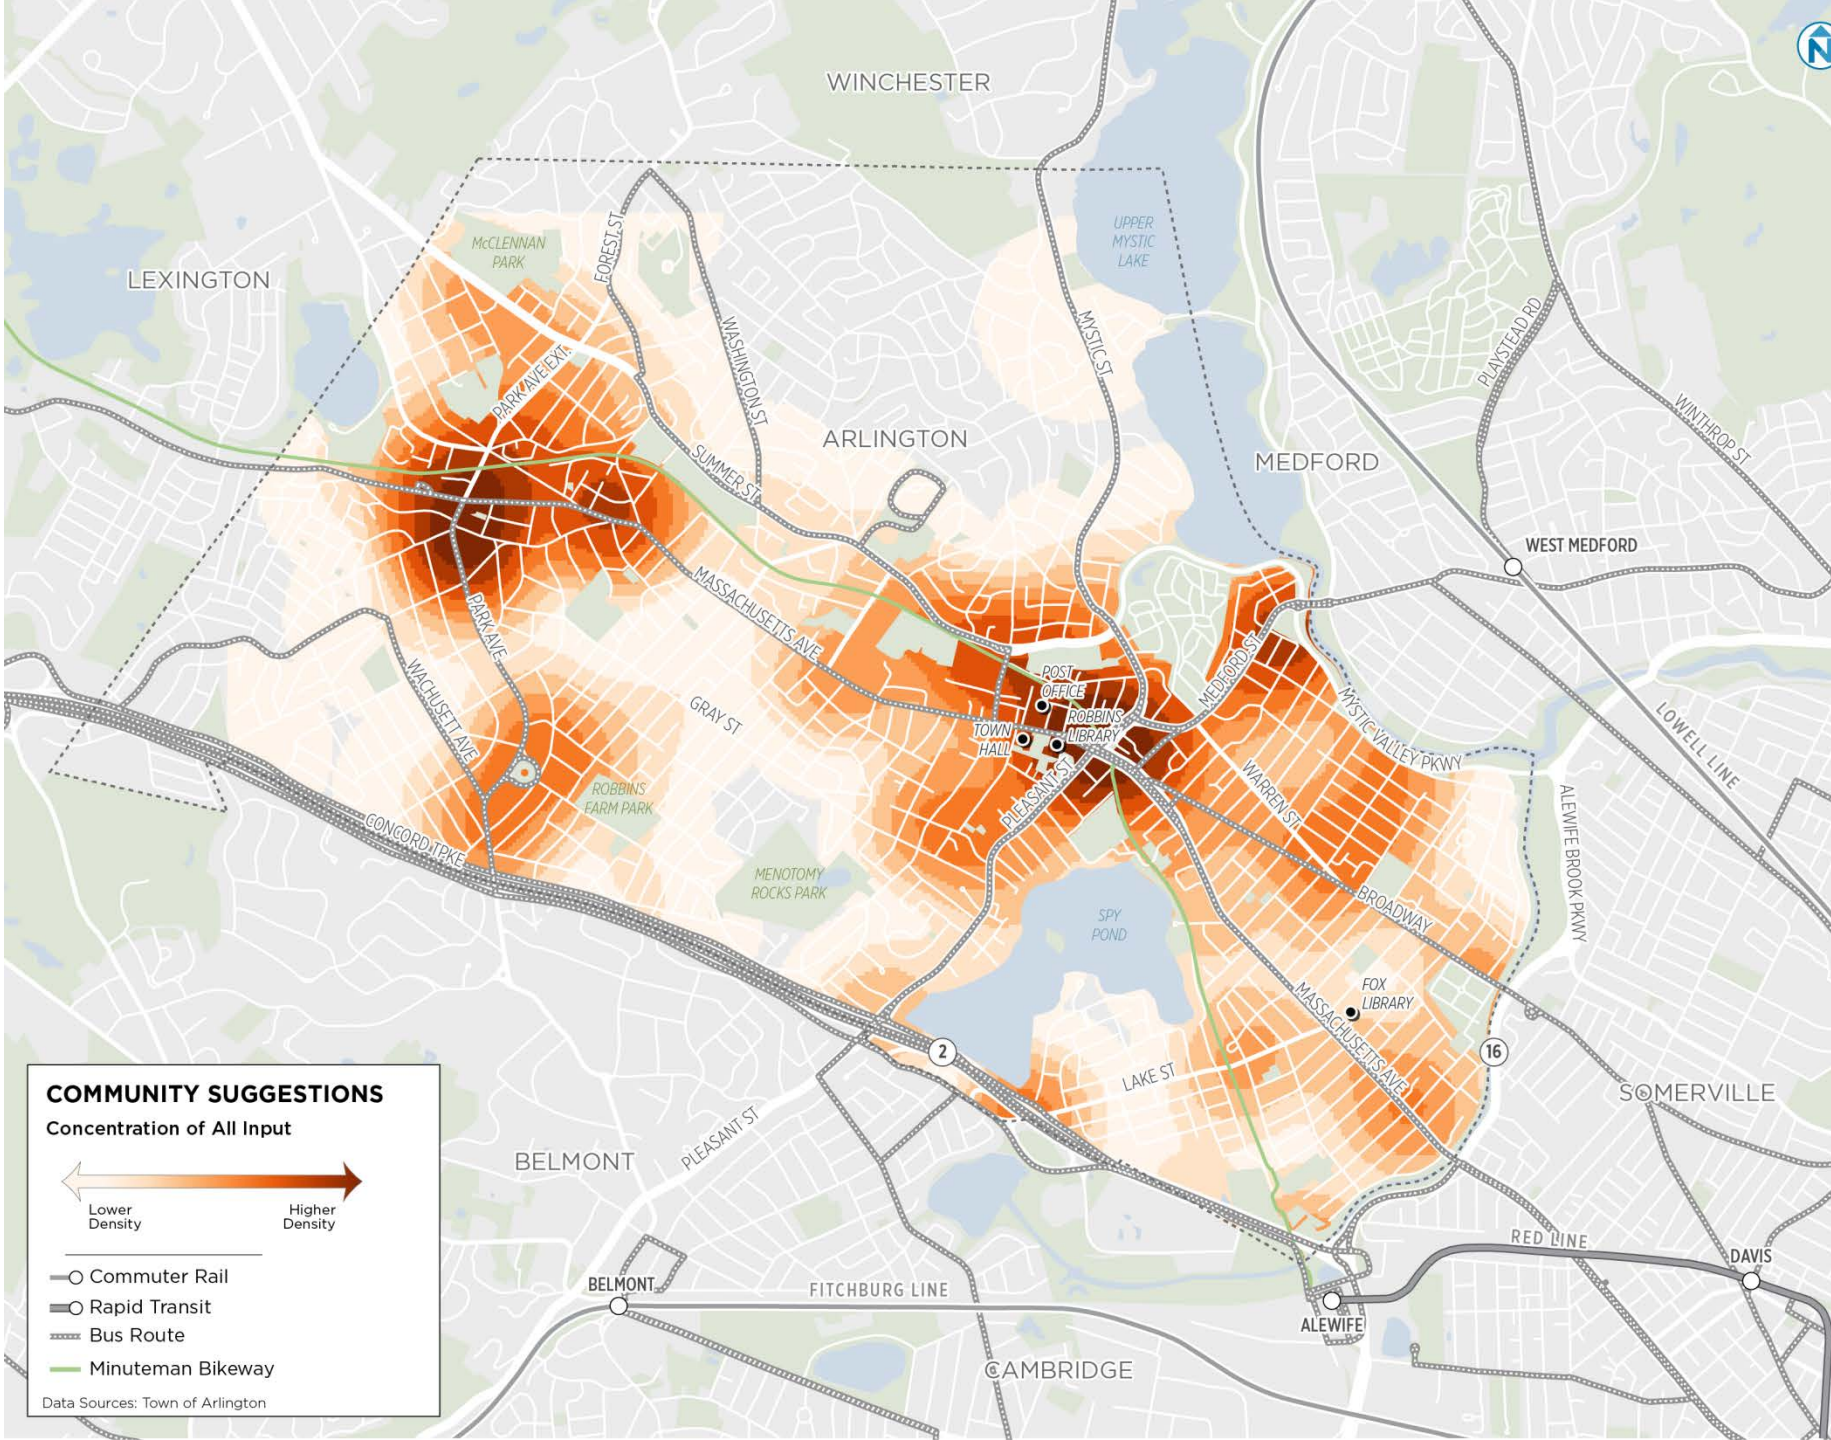 N
WINCHESTER
UPPER
MYSTIC
LAKE
McCLENNAN
PARK
FOREST ST
LEXINGTON
WASHINGTON ST
MYSTIC ST
PLAYSTEAD RD
PARK AVE EXT.
WINTHROP ST
ARLINGTON
MEDFORD
SUMMER ST
WEST MEDFORD
MASSACHUSETTS AVE
PARK AVE
WACHUSETT AVE
GRAY ST
POST
OFFICE
MEDFORD ST
TOWN
HALL
ROBBINS
LIBRARY
MYSTIC VALLEY PKWY
LOWELL LINE
PLEASANT ST
WARREN ST
ROBBINS
FARM PARK
ALEWIFE BROOK PKWY
CONCORD TPKE
MENOTOMY
ROCKS PARK
BROADWAY
SPY
POND
FOX
LIBRARY
MASSACHUSETTS AVE
2
16
LAKE ST
SOMERVILLE
PLEASANT ST
BELMONT
RED LINE
DAVIS
BELMONT
FITCHBURG LINE
ALEWIFE
CAMBRIDGE
COMMUNITY SUGGESTIONS
Concentration of All Input
Lower
Density
Higher
Density
Commuter Rail
Rapid Transit
Bus Route
Minuteman Bikeway
Data Sources: Town of Arlington